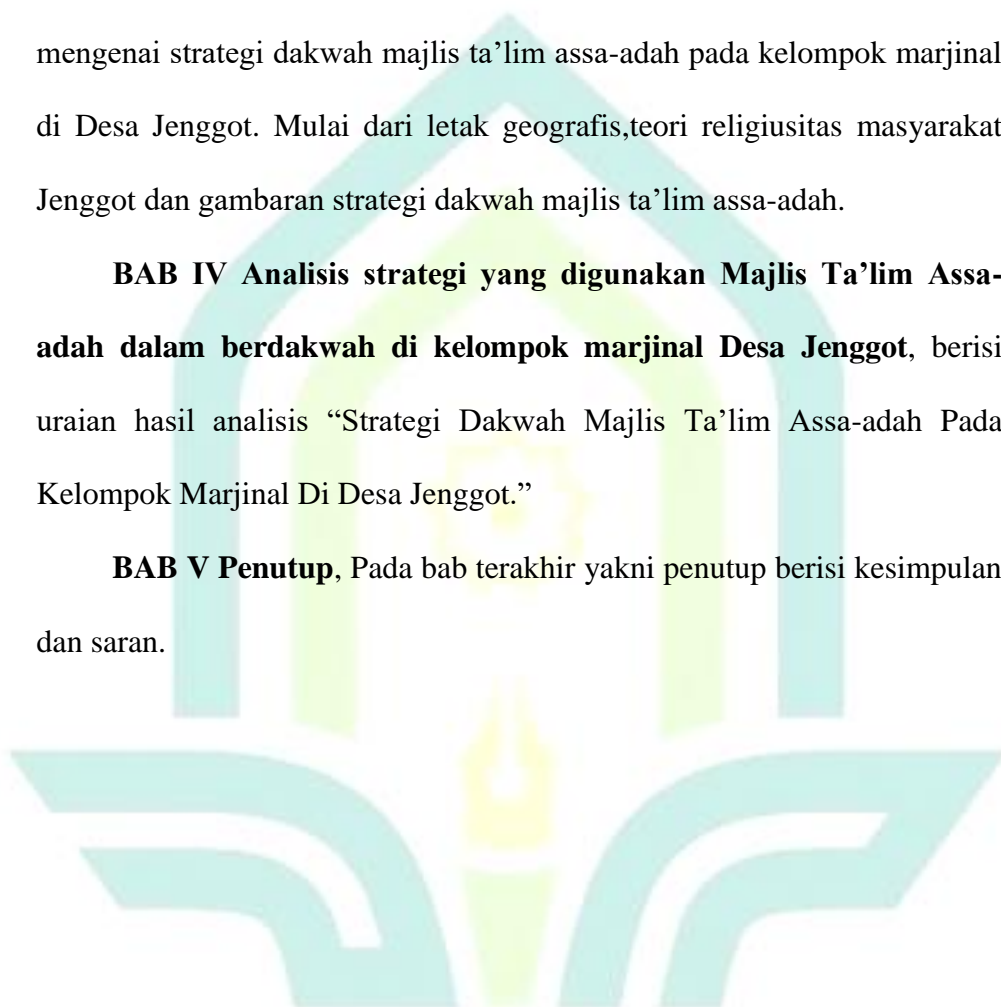 mengenai strategi dakwah majlis ta’lim assa-adah pada kelompok marjinal
di Desa Jenggot. Mulai dari letak geografis,teori religiusitas masyarakat
Jenggot dan gambaran strategi dakwah majlis ta’lim assa-adah.
BAB IV Analisis strategi yang digunakan Majlis Ta’lim Assa-
adah dalam berdakwah di kelompok marjinal Desa Jenggot, berisi
uraian hasil analisis “Strategi Dakwah Majlis Ta’lim Assa-adah Pada
Kelompok Marjinal Di Desa Jenggot.”
BAB V Penutup, Pada bab terakhir yakni penutup berisi kesimpulan
dan saran.